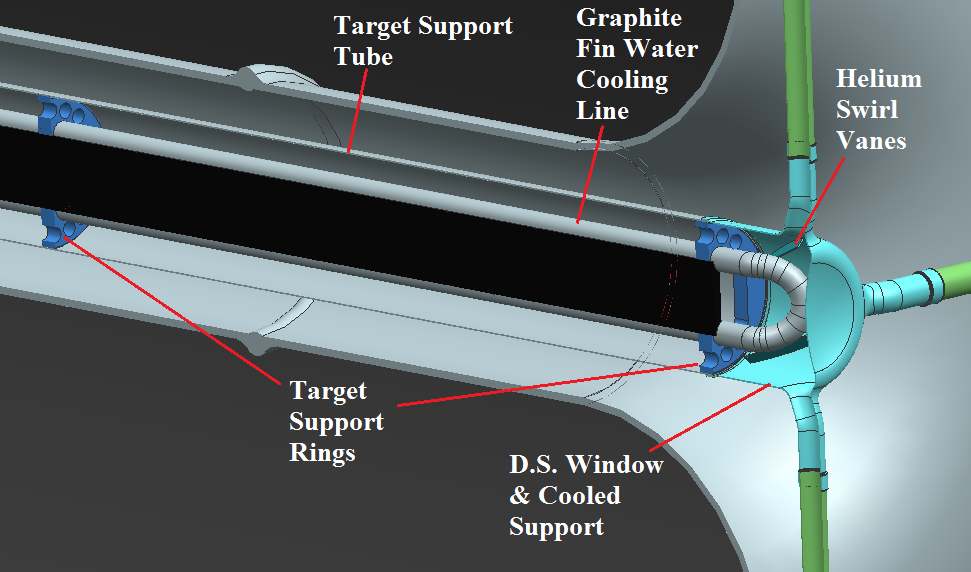 Target Support
Tube
Graphite
Fin Water
Cooling
Line
Helium
Swirl
Vanes
Target
Support
Rings
D.S. Window
& Cooled
Support